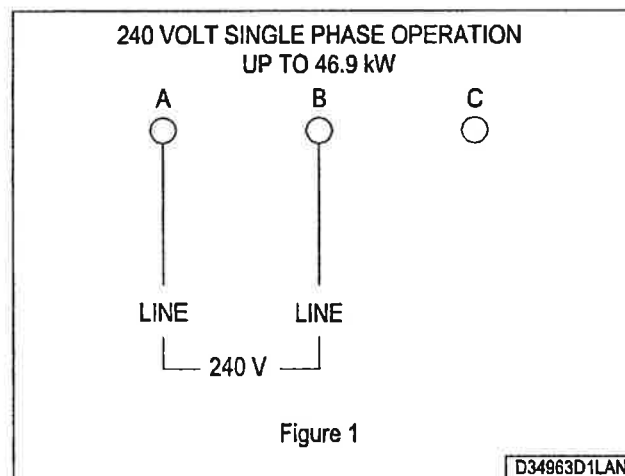 240 VOLT SINGLE PHASE OPERATION
UP TO 46.9 kW
A B C
LINE LINE
240 V
Figure 1
D34963D1LAN